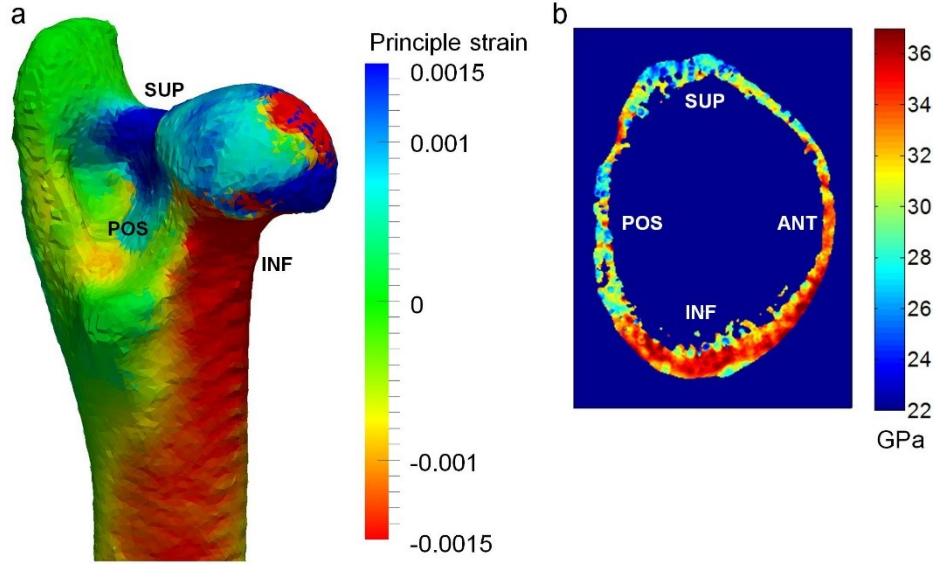 a
b
Principle strain
0.0015
0.001
0
-0.001
-0.0015
SUP
POS
INF
SUP
POS
ANT
INF
36
34
32
30
28
26
24
22
GPa